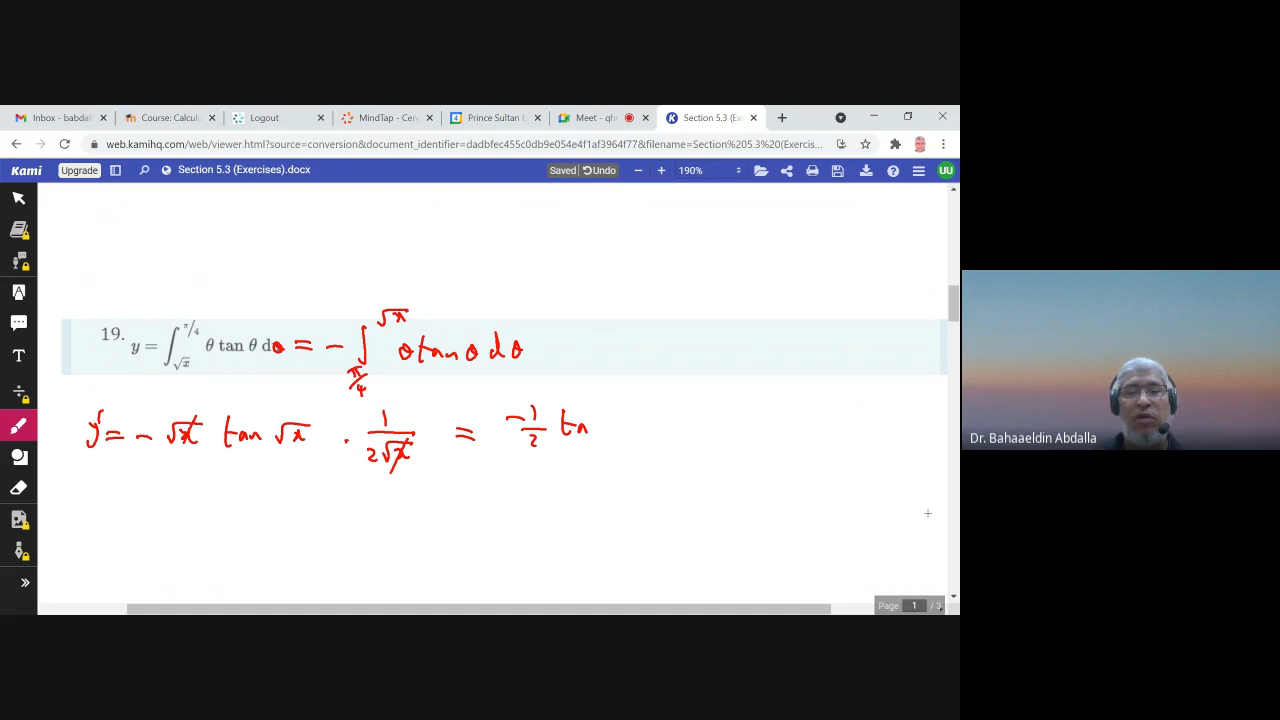 Inbox - babdal
Course: Calcul
Logout
MindTap - Cen
Prince Sultan U
Meet - qh
Section 5.3 (Ex
web.kamihq.com/web/viewer.html?source=conversion&document_identifier=dadbfec455c0db9e054e4f1af3964f77&filename=Section%205.3%20(Exercis...
Kami Upgrade Section 5.3 (Exercises).docx Saved Undo 190% UU
19. y = ∫_{√x}^{π/4} θ tan θ dθ = - ∫_{π/4}^{√x} θ tan θ dθ
y' = - √x tan √x · 1/(2√x) = -1/2 ta
Dr. Bahaaeldin Abdalla
Page 1 / 3